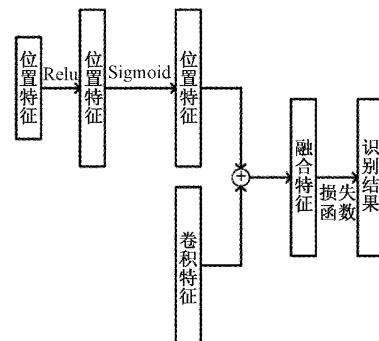 位置特征
Relu
位置特征
Sigmoid
位置特征
卷积特征
融合特征
损失
函数
识别结果